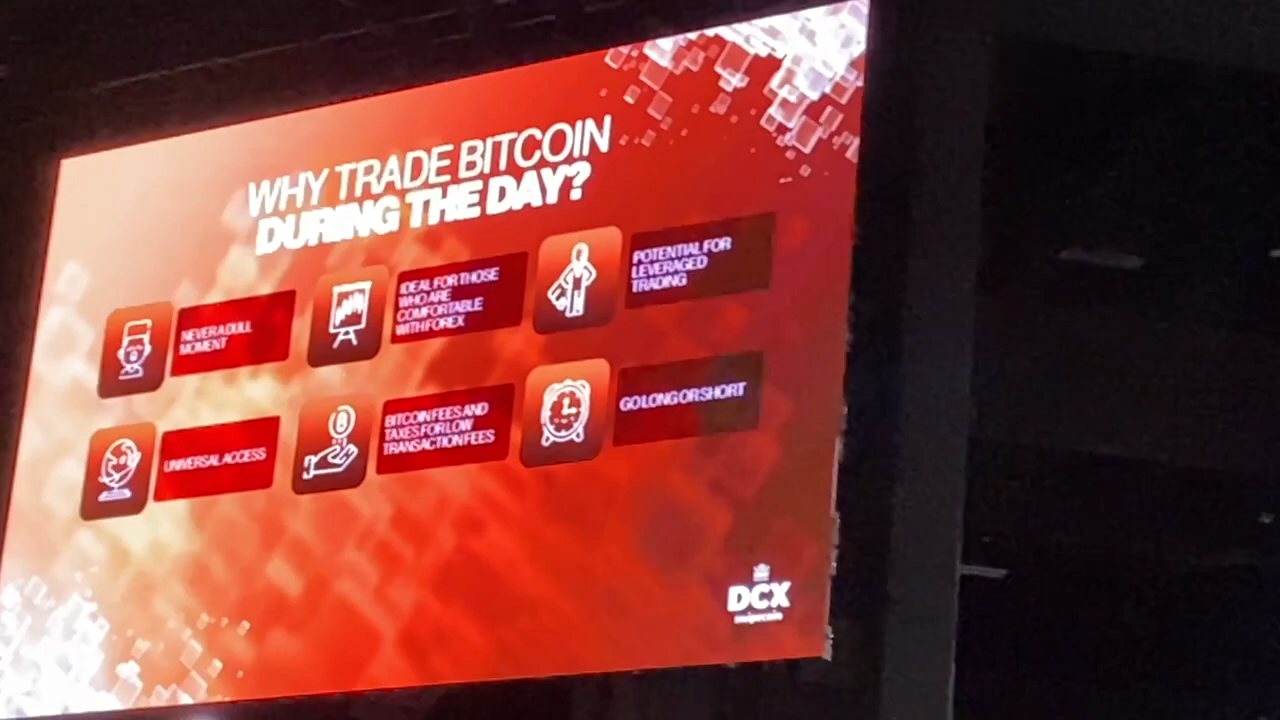 WHY TRADE BITCOIN
DURING THE DAY?
NEVER A DULL
MOMENT
IDEAL FOR THOSE
WHO ARE
COMFORTABLE
WITH FOREX
POTENTIAL FOR
LEVERAGED
TRADING
UNIVERSAL ACCESS
BITCOIN FEES AND
TAXES FOR LOW
TRANSACTION FEES
GO LONG OR SHORT
DCX